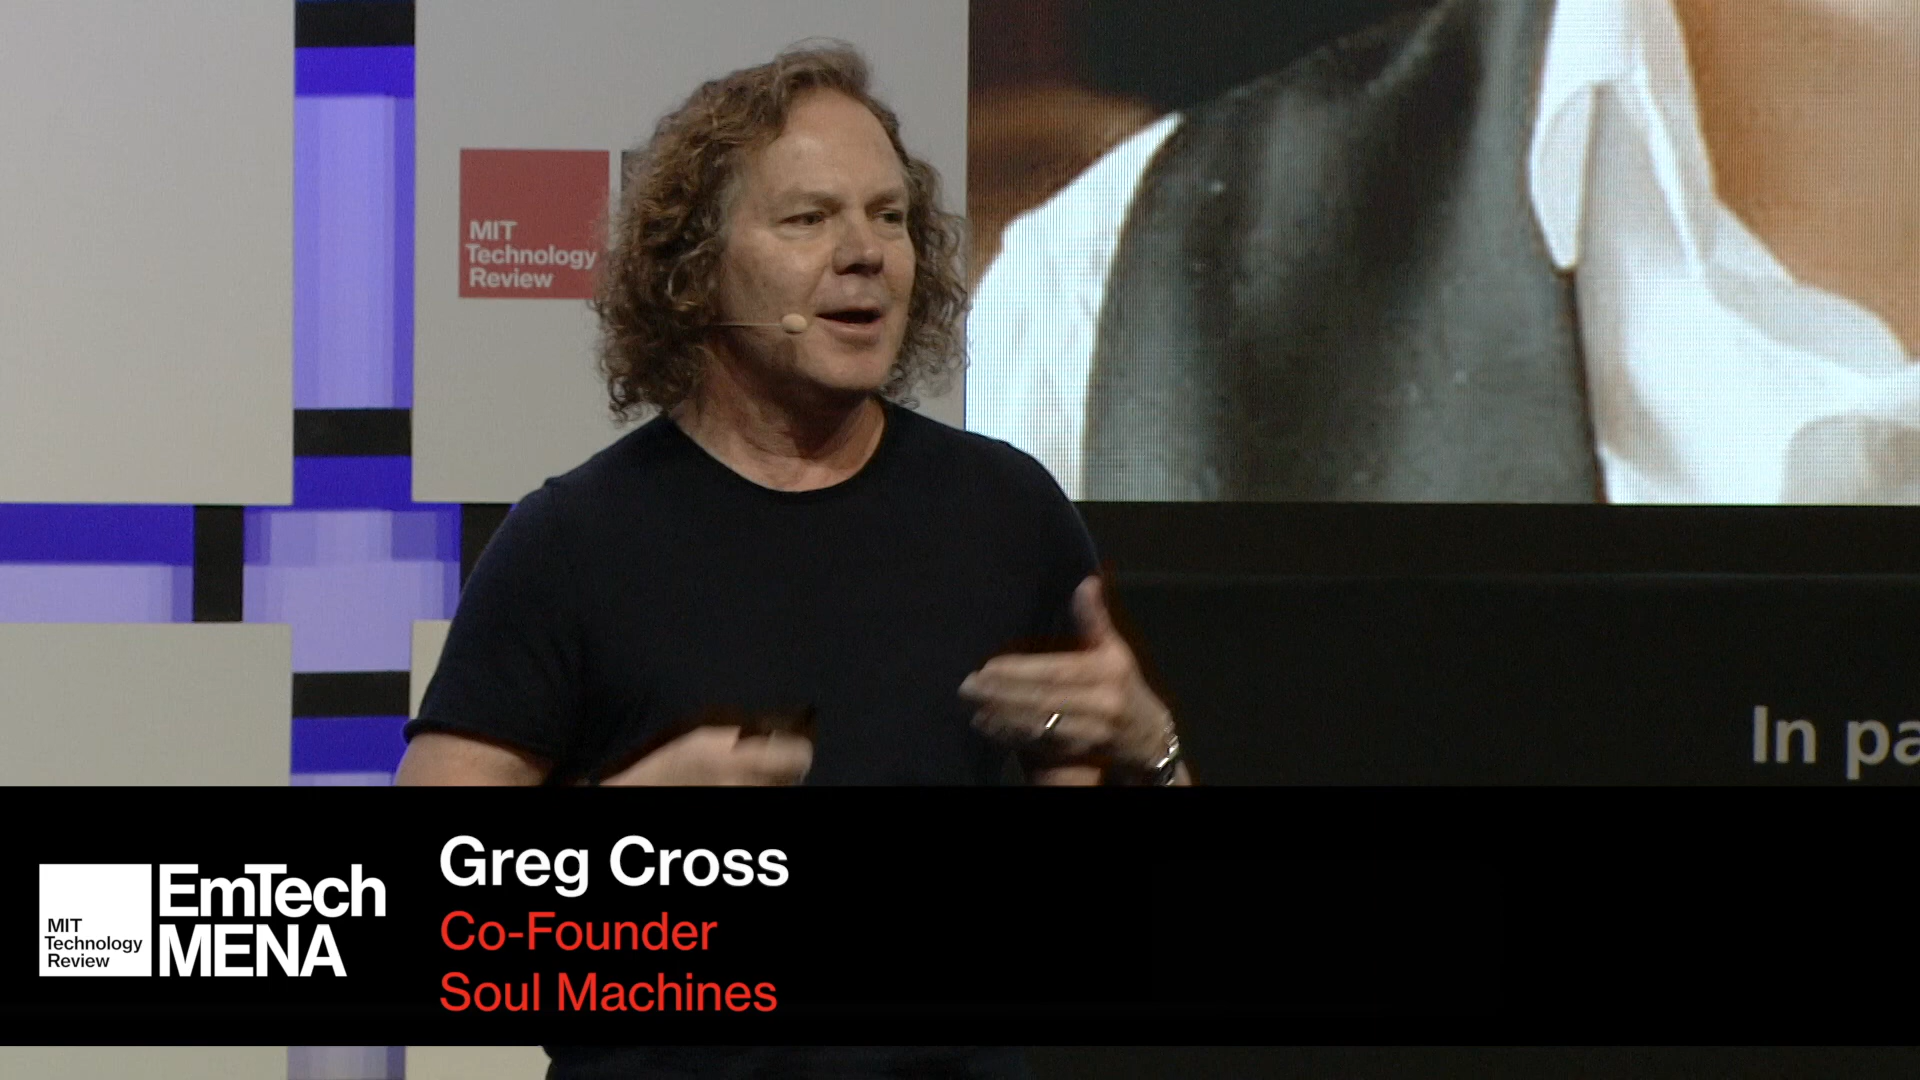 MIT
Technology
Review
In pa
Greg Cross
Co-Founder
Soul Machines
MIT
Technology
Review
EmTech
MENA